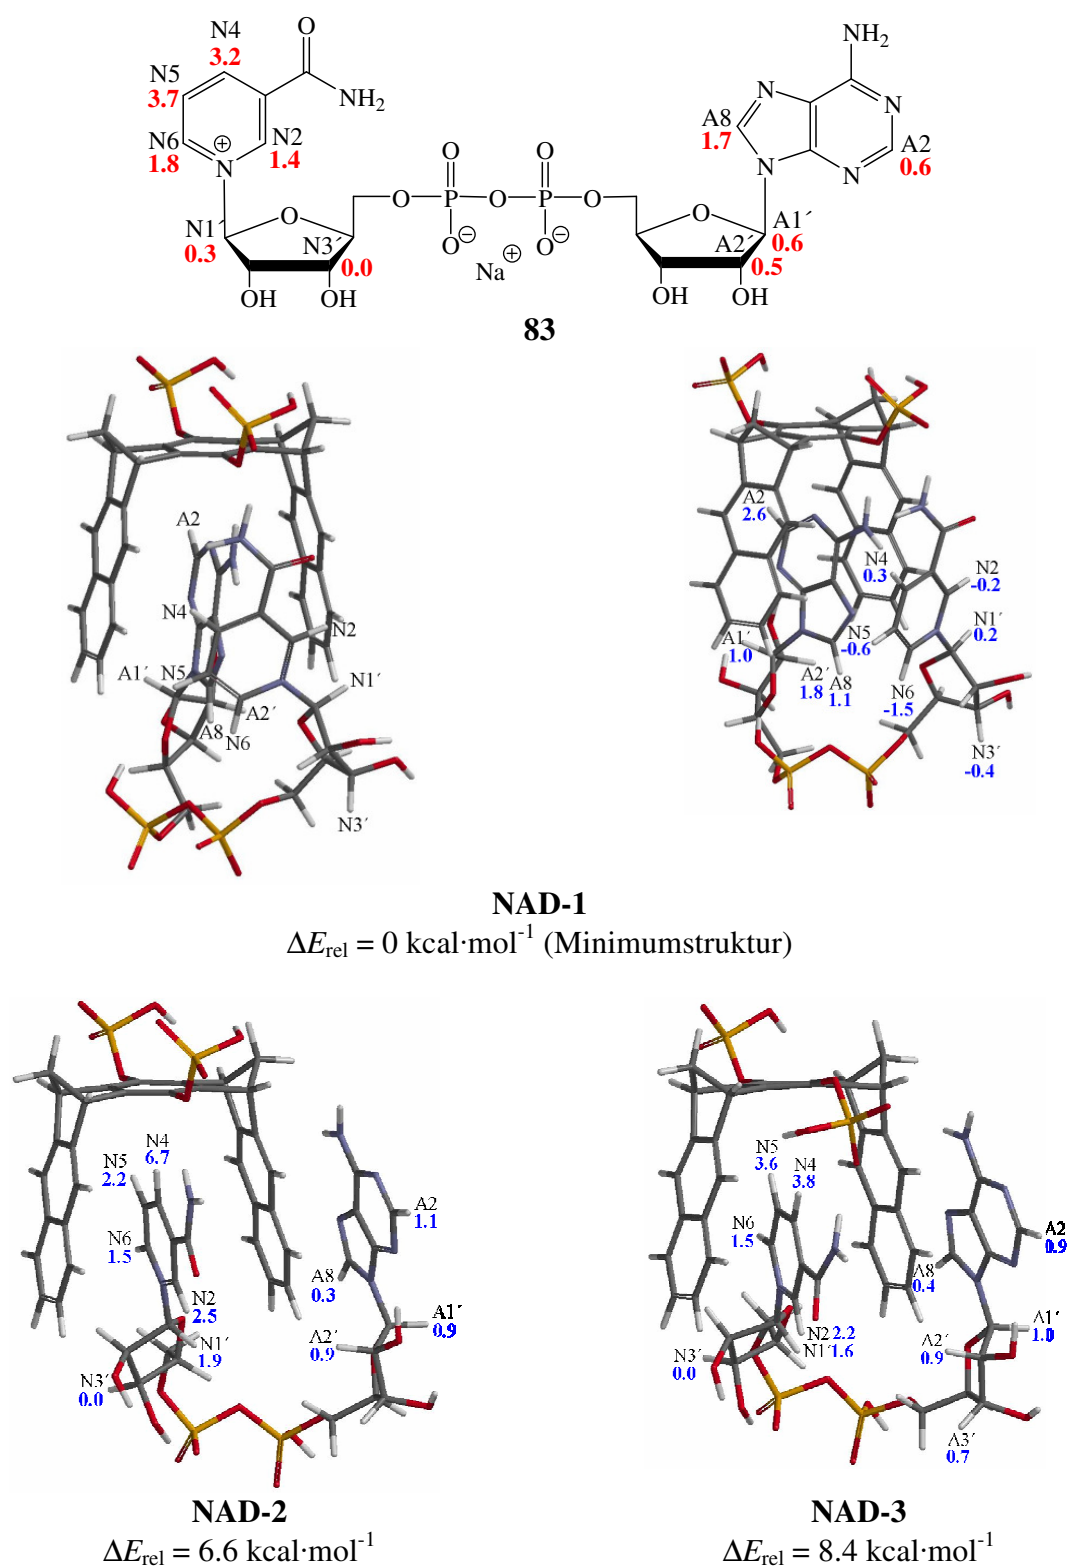 N4
3.2
O
NH2
N5
3.7
NH2
N
N
A8
1.7
N6
1.8
⊕
N
N2
1.4
O
O
N
N
A2
0.6
O
P
O
P
O
N1´
0.3
O
N3´
0.0
O⊖
O⊖
Na⊕
O
A1´
0.6
A2´
0.5
OH
OH
OH
OH
83
A2
N4
N2
A1´
N5
N1´
A2´
A8
N6
N3´
A2
2.6
N4
0.3
N2
-0.2
N1´
0.2
A1´
1.0
N5
-0.6
A2´
1.8
A8
1.1
N6
-1.5
N3´
-0.4
NAD-1
ΔErel = 0 kcal·mol-1 (Minimumstruktur)
N4
6.7
N5
2.2
A2
1.1
N6
1.5
A8
0.3
N2
2.5
A1´
0.9
N1´
1.9
A2´
0.9
N3´
0.0
NAD-2
ΔErel = 6.6 kcal·mol-1
N5
3.6
N4
3.8
N6
1.5
A2
0.9
A8
0.4
A1´
1.0
N2 2.2
N1´ 1.6
A2´
0.9
N3´
0.0
A3´
0.7
NAD-3
ΔErel = 8.4 kcal·mol-1